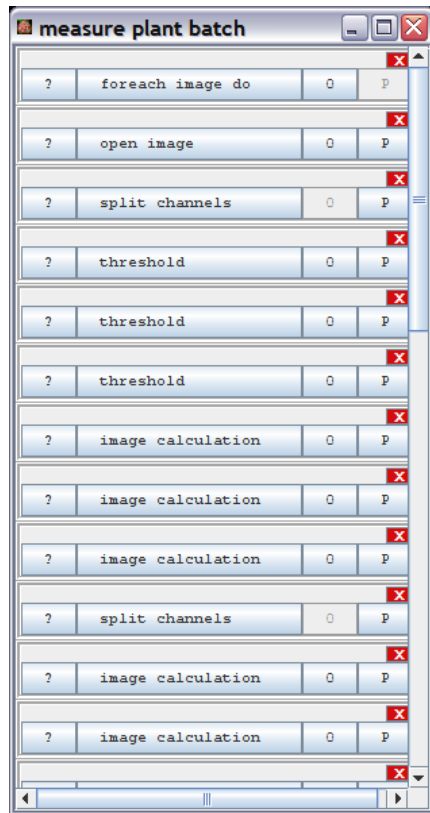 measure plant batch
X
? foreach image do O P
X
? open image O P
X
? split channels O P
X
? threshold O P
X
? threshold O P
X
? threshold O P
X
? image calculation O P
X
? image calculation O P
X
? image calculation O P
X
? split channels O P
X
? image calculation O P
X
? image calculation O P
X